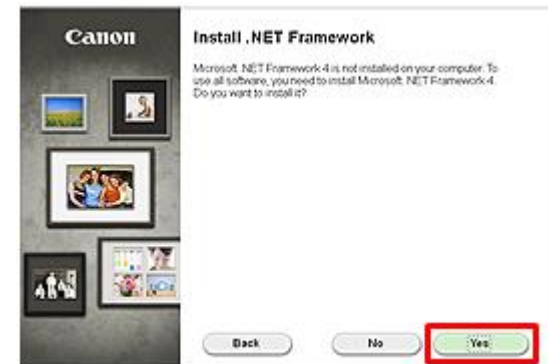 Canon
Install .NET Framework
Microsoft .NET Framework 4 is not installed on your computer. To
use all software, you need to install Microsoft .NET Framework 4.
Do you want to install it?
Back
No
Yes